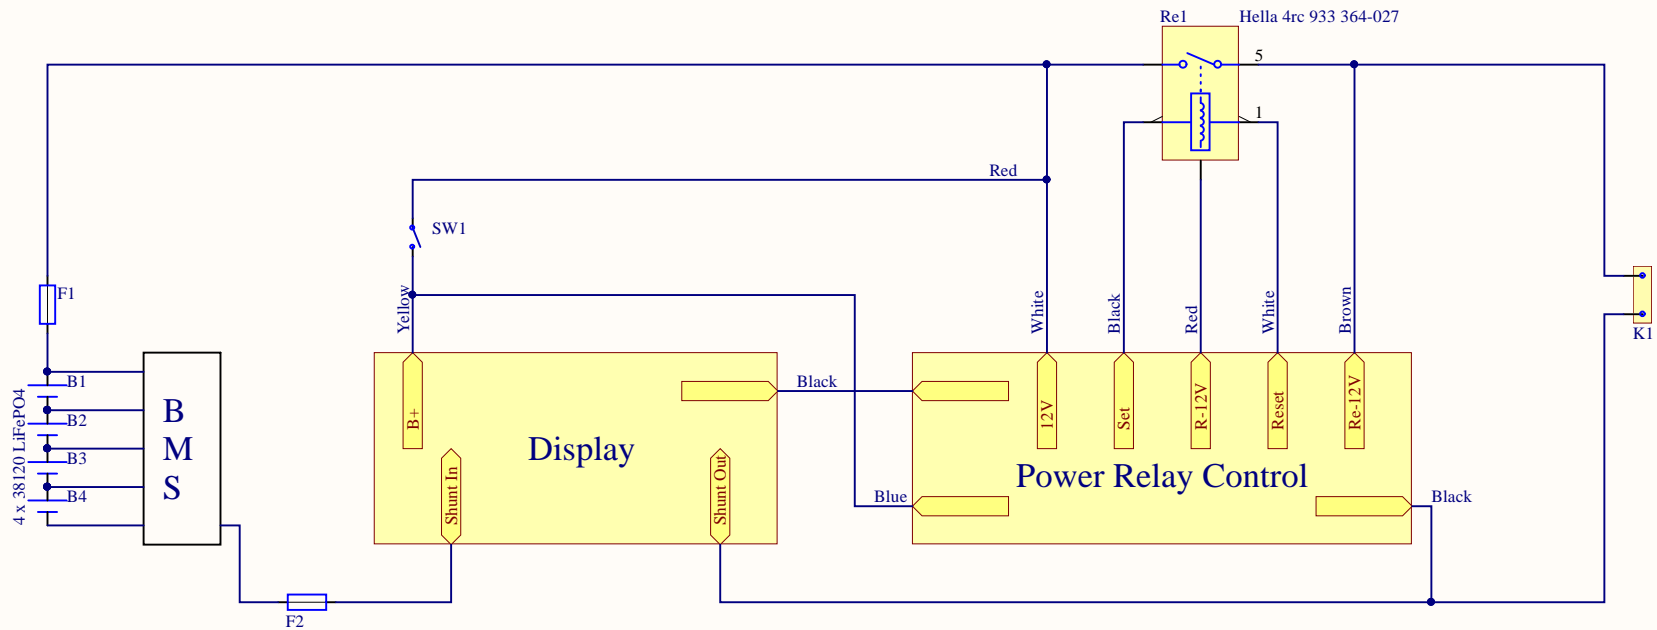 Re1
Hella 4rc 933 364-027
5
1
Red
SW1
F1
Yellow
White
Black
Red
White
Brown
K1
4 x 38120 LiFePO4
B1
B2
B3
B4
B
M
S
B+
Black
12V
Set
R-12V
Reset
Re-12V
Display
Power Relay Control
Shunt In
Shunt Out
Blue
Black
F2